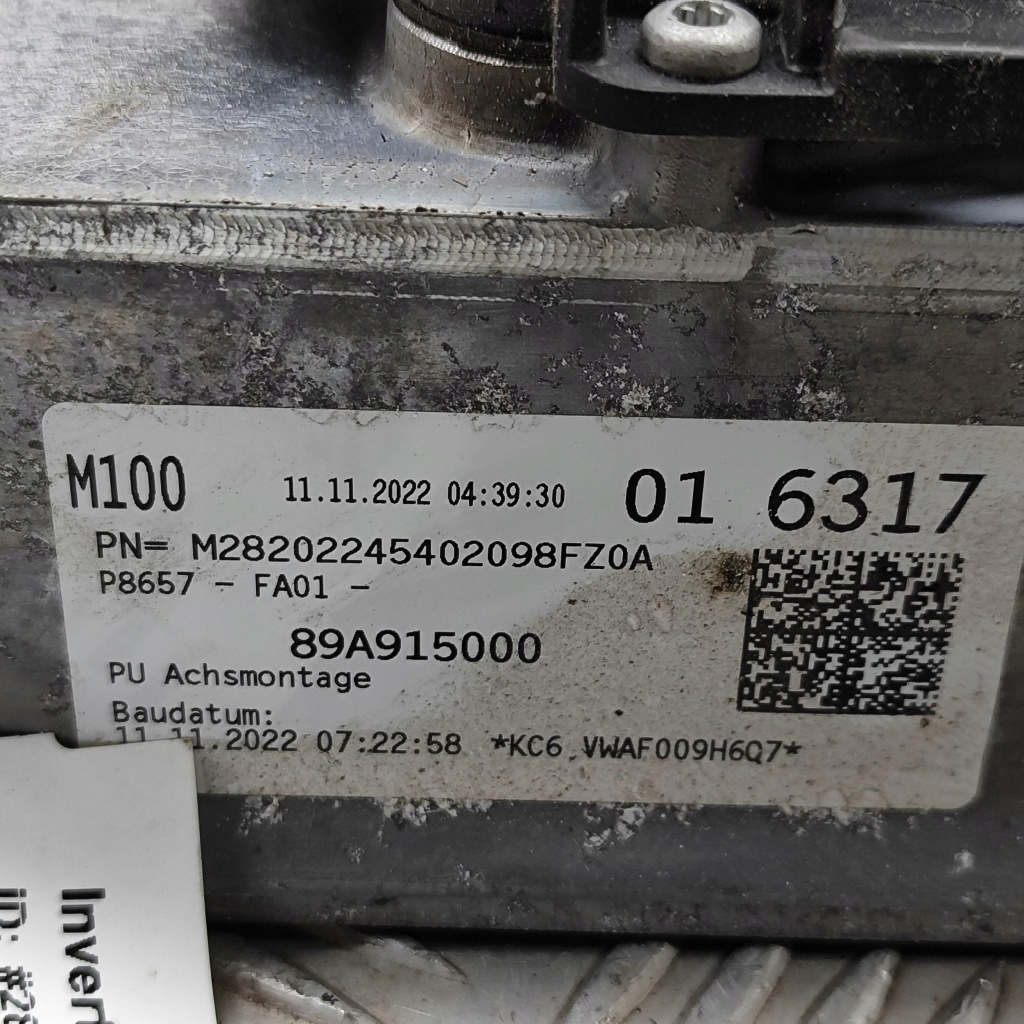 M100 11.11.2022 04:39:30 01 6317
PN= M28202245402098FZ0A
P8657 - FA01 -
89A915000
PU Achsmontage
Baudatum:
11.11.2022 07:22:58 *KC6.VWAF009H6Q7*